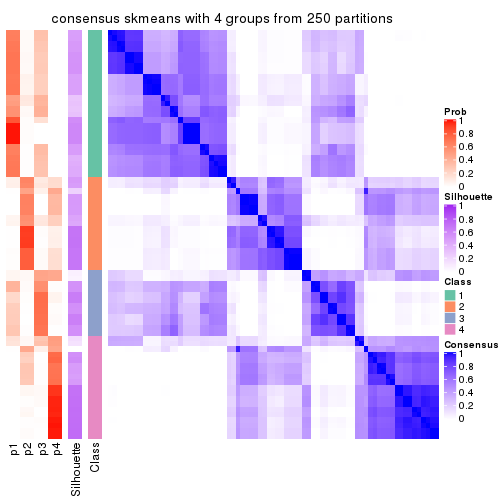 consensus skmeans with 4 groups from 250 partitions
p1
p2
p3
p4
Silhouette
Class
Prob
1
0.8
0.6
0.4
0.2
0
Silhouette
1
0.8
0.6
0.4
0.2
0
Class
1
2
3
4
Consensus
1
0.8
0.6
0.4
0.2
0